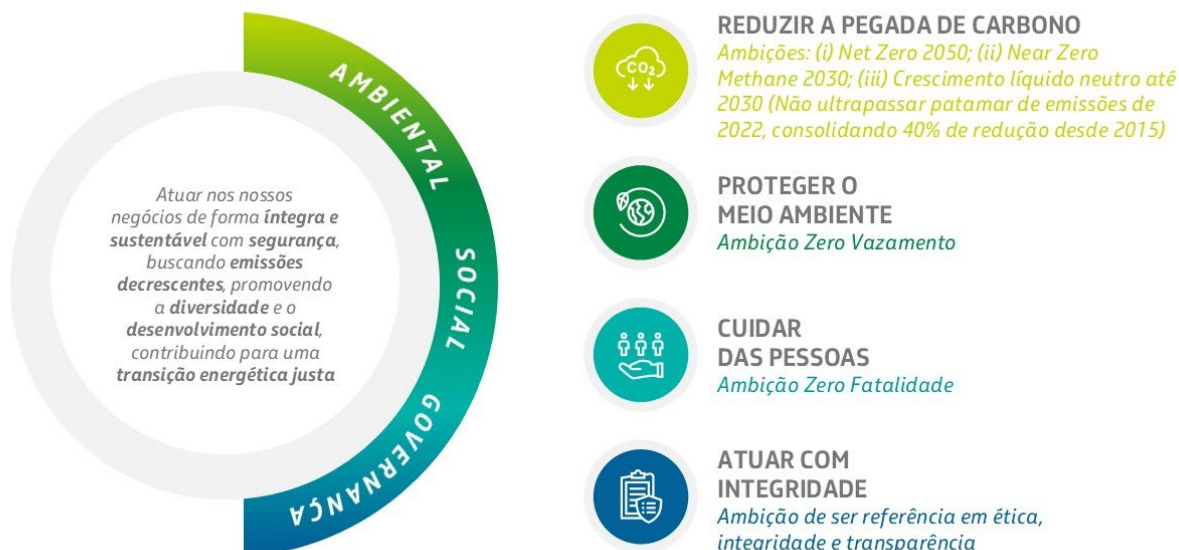 AMBIENTAL
SOCIAL
GOVERNANÇA
Atuar nos nossos
negócios de forma íntegra e
sustentável com segurança,
buscando emissões
decrescentes, promovendo
a diversidade e o
desenvolvimento social,
contribuindo para uma
transição energética justa
REDUZIR A PEGADA DE CARBONO
Ambições: (i) Net Zero 2050; (ii) Near Zero
Methane 2030; (iii) Crescimento líquido neutro até
2030 (Não ultrapassar patamar de emissões de
2022, consolidando 40% de redução desde 2015)
CO₂
PROTEGER O
MEIO AMBIENTE
Ambição Zero Vazamento
CUIDAR
DAS PESSOAS
Ambição Zero Fatalidade
ATUAR COM
INTEGRIDADE
Ambição de ser referência em ética,
integridade e transparência